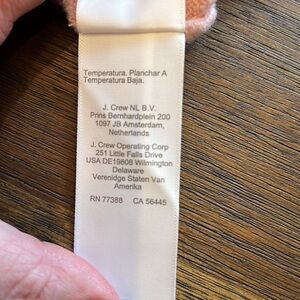 Temperatura. Planchar A
Temperatura Baja.
J. Crew NL B.V.
Prins Bernhardplein 200
1097 JB Amsterdam,
Netherlands
J. Crew Operating Corp
251 Little Falls Drive
USA DE19808 Wilmington
Delaware
Verenidge Staten Van
Amerika
RN 77388 CA 56445